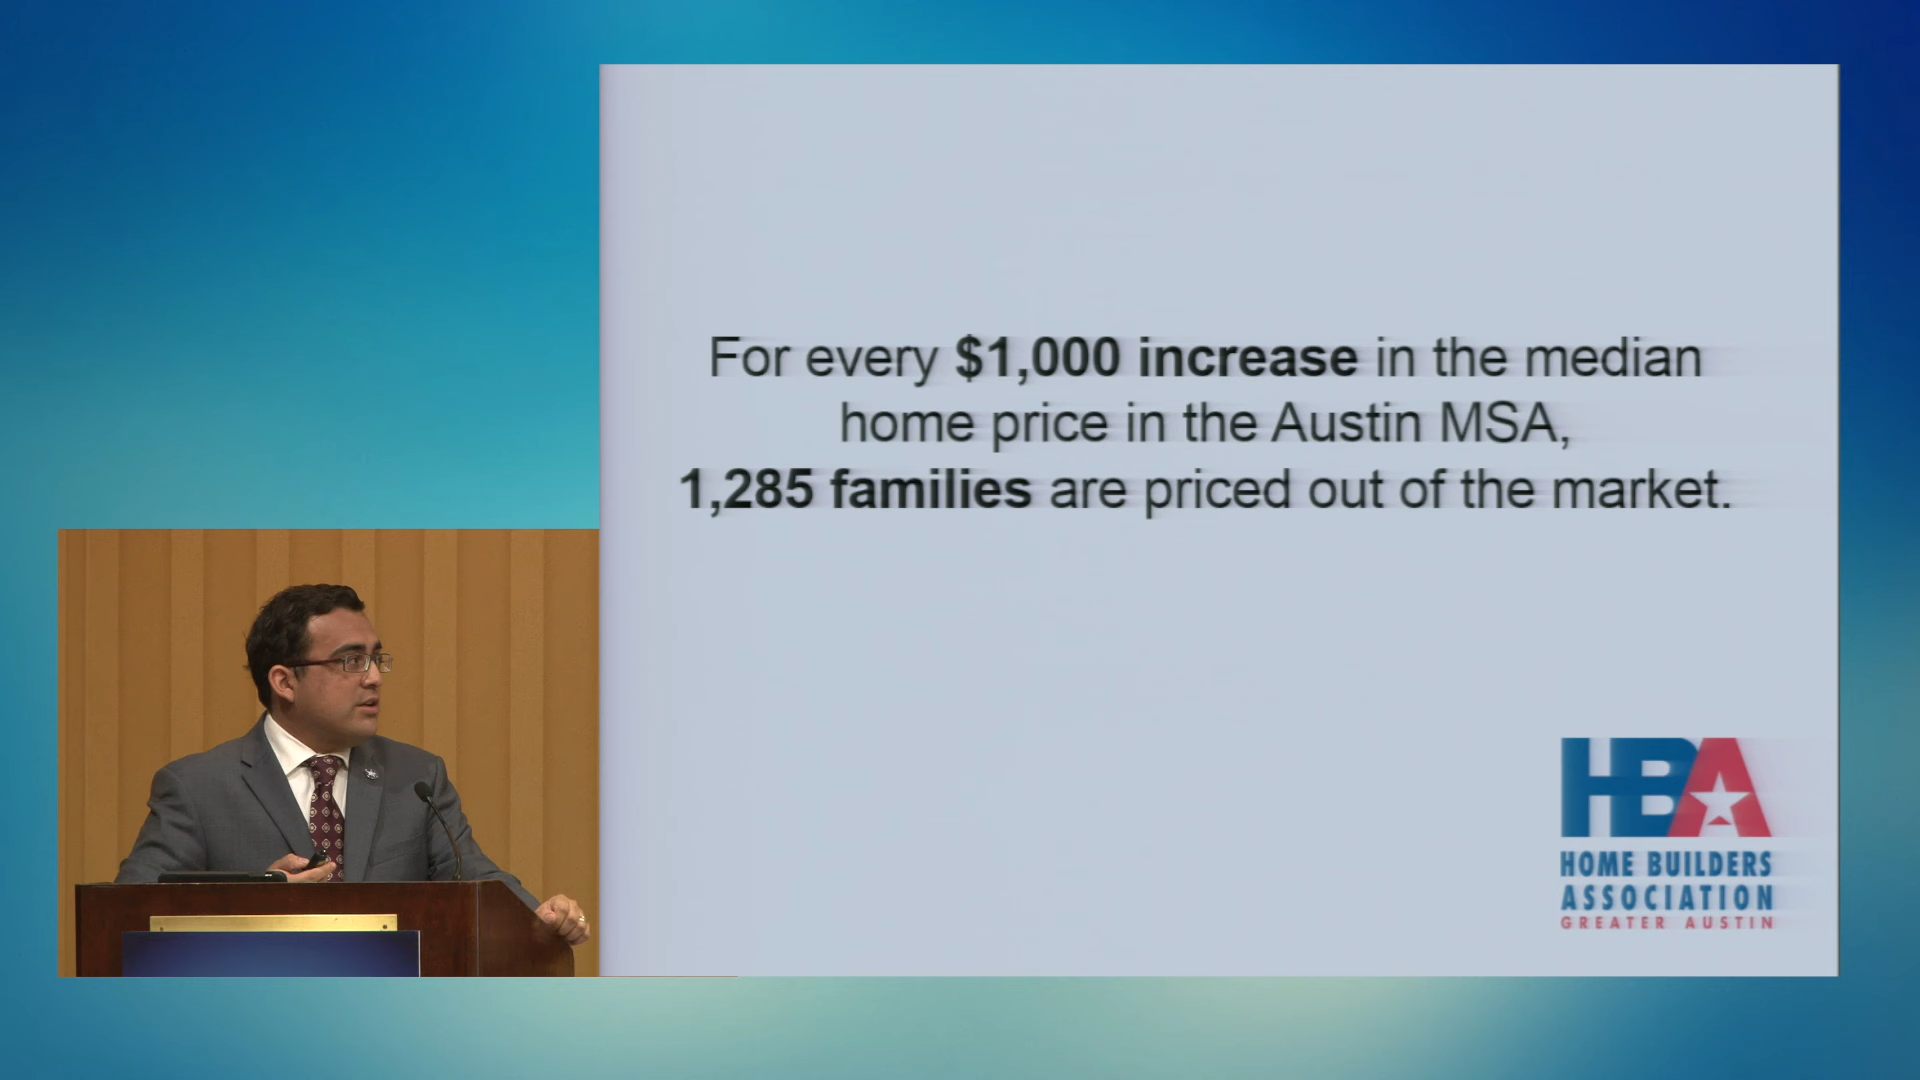 For every $1,000 increase in the median
home price in the Austin MSA,
1,285 families are priced out of the market.
HBA
HOME BUILDERS
ASSOCIATION
GREATER AUSTIN